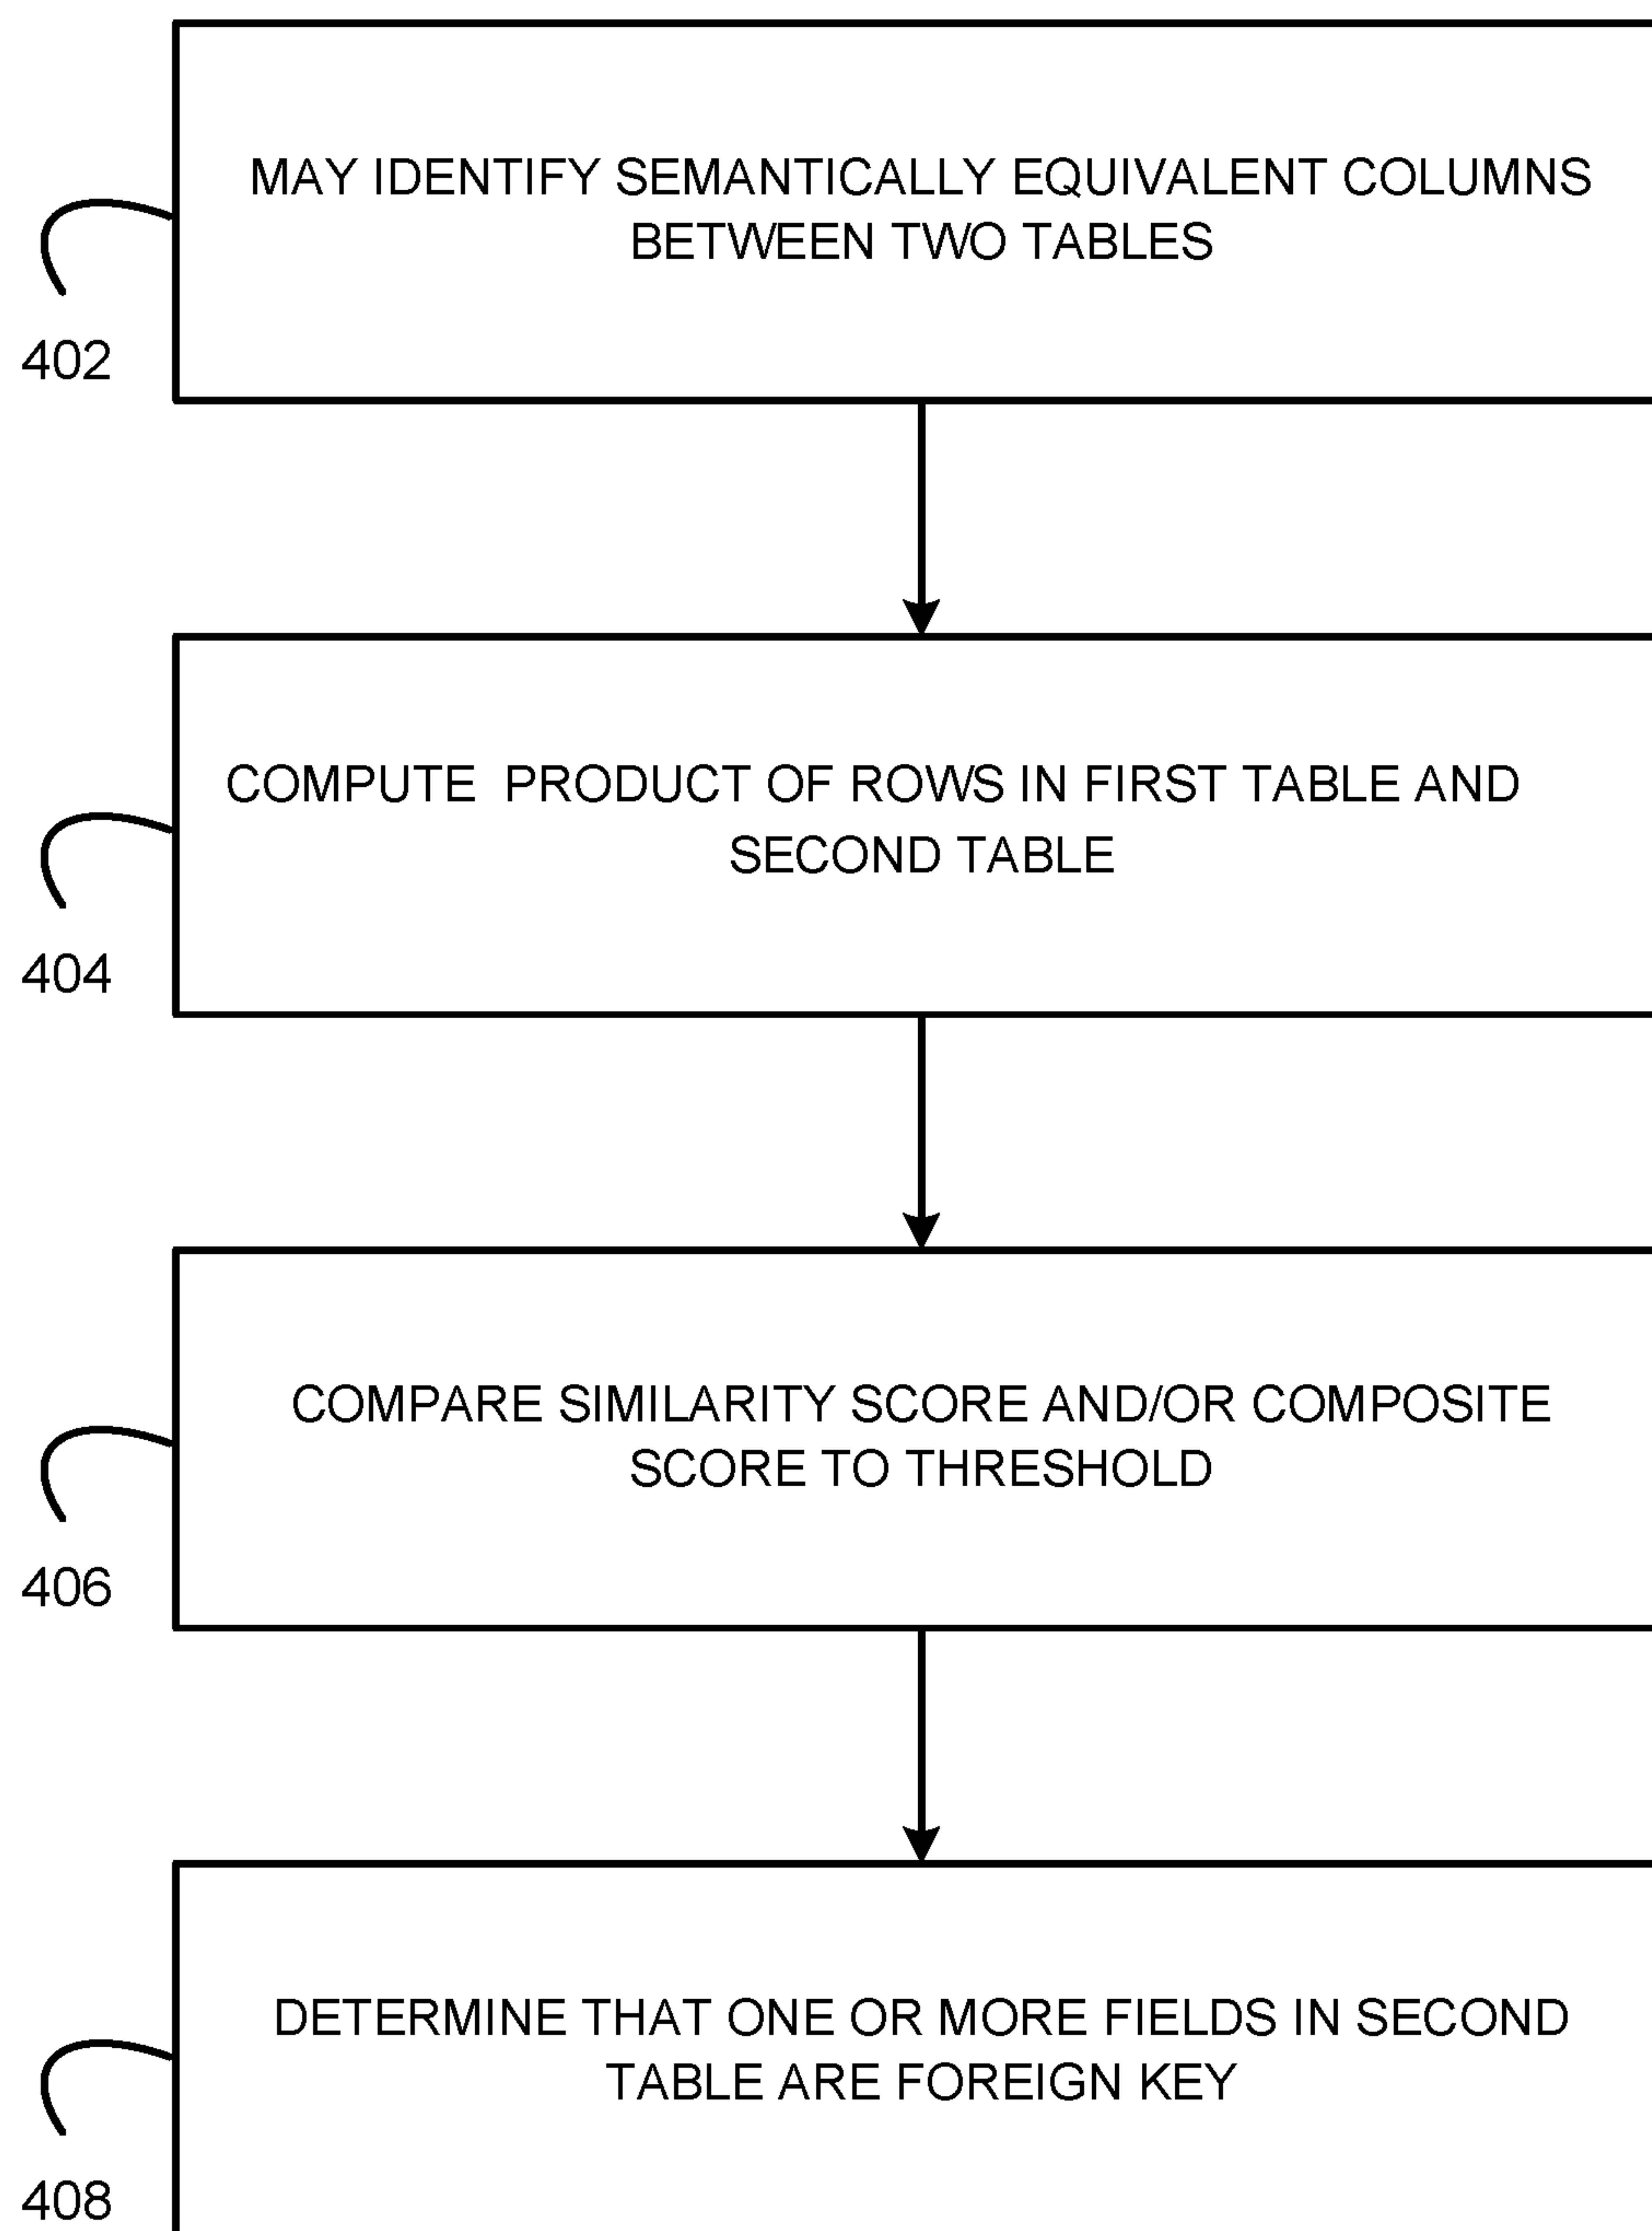 MAY IDENTIFY SEMANTICALLY EQUIVALENT COLUMNS
BETWEEN TWO TABLES
402
COMPUTE PRODUCT OF ROWS IN FIRST TABLE AND
SECOND TABLE
404
COMPARE SIMILARITY SCORE AND/OR COMPOSITE
SCORE TO THRESHOLD
406
DETERMINE THAT ONE OR MORE FIELDS IN SECOND
TABLE ARE FOREIGN KEY
408